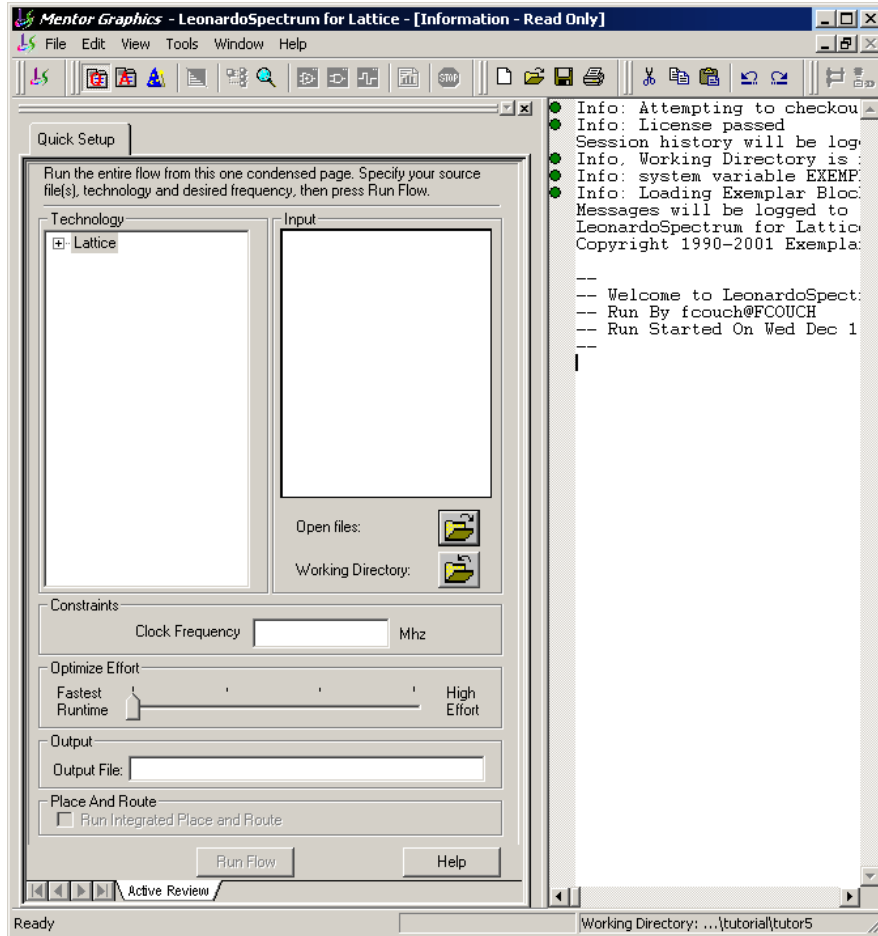 Mentor Graphics - LeonardoSpectrum for Lattice - [Information - Read Only]
File Edit View Tools Window Help
STOP
Quick Setup
Run the entire flow from this one condensed page. Specify your source
file(s), technology and desired frequency, then press Run Flow.
Technology
Lattice
Input
Open files:
Working Directory:
Constraints
Clock Frequency
Mhz
Optimize Effort
Fastest
Runtime
High
Effort
Output
Output File:
Place And Route
Run Integrated Place and Route
Run Flow
Help
Active Review
Info: Attempting to checkou
Info: License passed
Session history will be log
Info, Working Directory is
Info: system variable EXEMP
Info: Loading Exemplar Bloc
Messages will be logged to
LeonardoSpectrum for Lattic
Copyright 1990-2001 Exempla
--
-- Welcome to LeonardoSpect
-- Run By fcouch@FCOUCH
-- Run Started On Wed Dec 1
--
Ready
Working Directory: ...\tutorial\tutor5